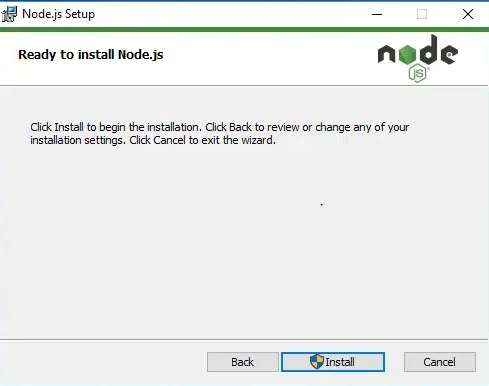 Node.js Setup
Ready to install Node.js
node
JS
Click Install to begin the installation. Click Back to review or change any of your
installation settings. Click Cancel to exit the wizard.
Back Install Cancel